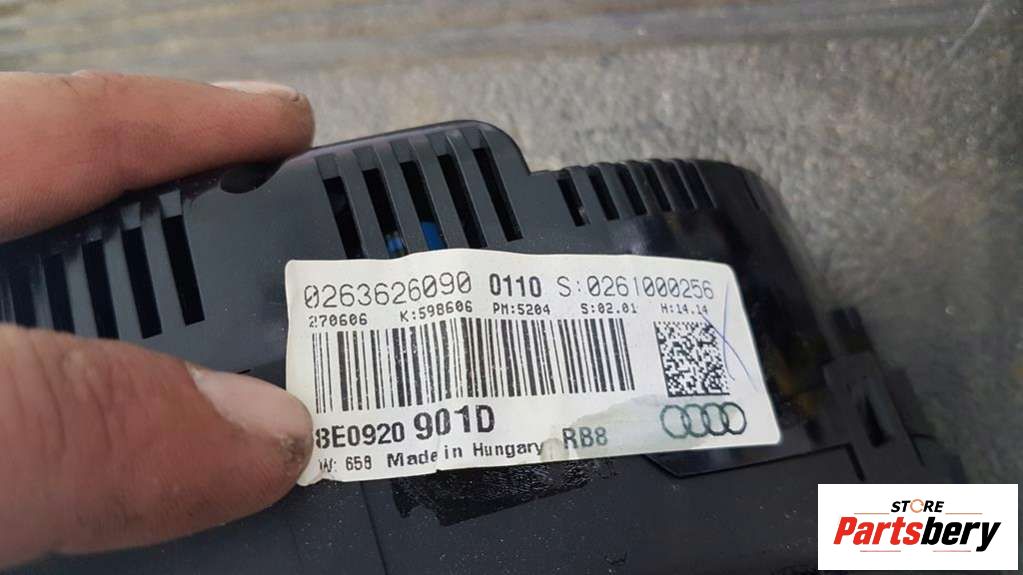 0263626090 0110 S:0261000256
270606 K:598606 PM:5204 S:02.01 H:14.14
8E0920 901D RB8
W: 658 Made in Hungary
STORE
Partsbery